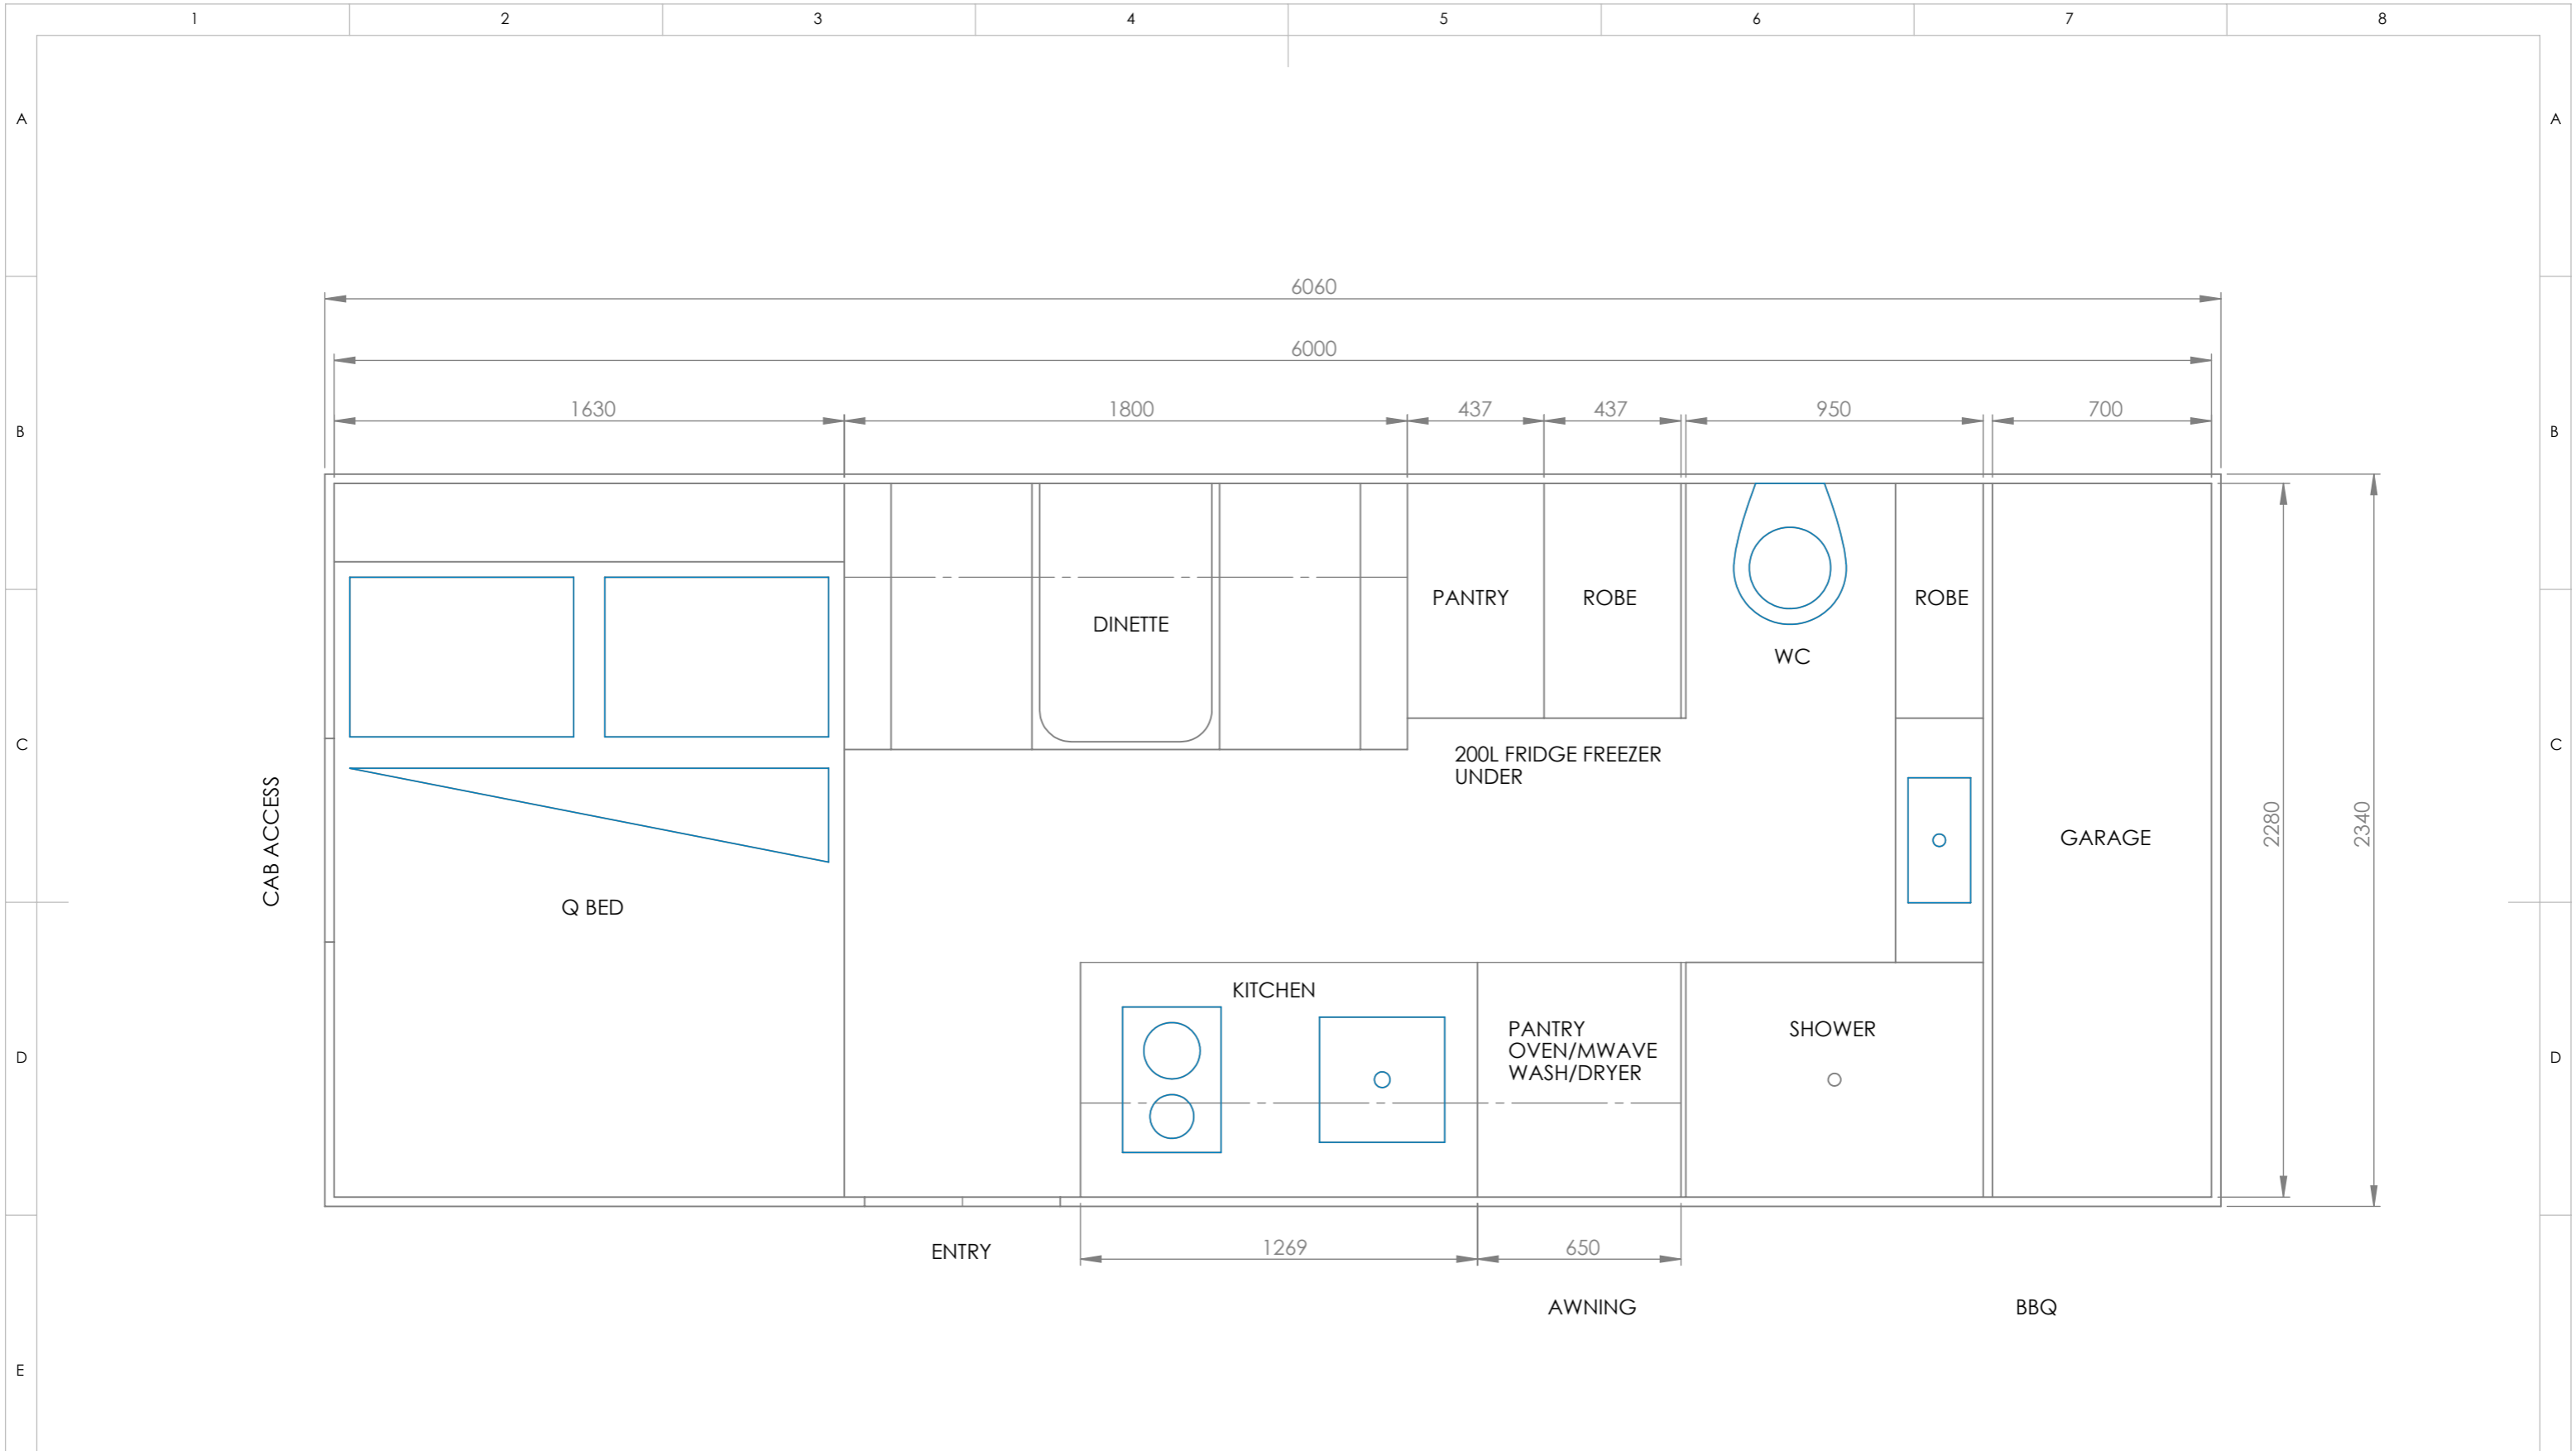 1 2 3 4 5 6 7 8
A A
6060
6000
1630 1800 437 437 950 700
B B
PANTRY ROBE ROBE
DINETTE
WC
C C
200L FRIDGE FREEZER
UNDER
CAB ACCESS
2280
2340
GARAGE
Q BED
KITCHEN
PANTRY
OVEN/MWAVE
WASH/DRYER
SHOWER
D D
ENTRY
1269 650
AWNING BBQ
E